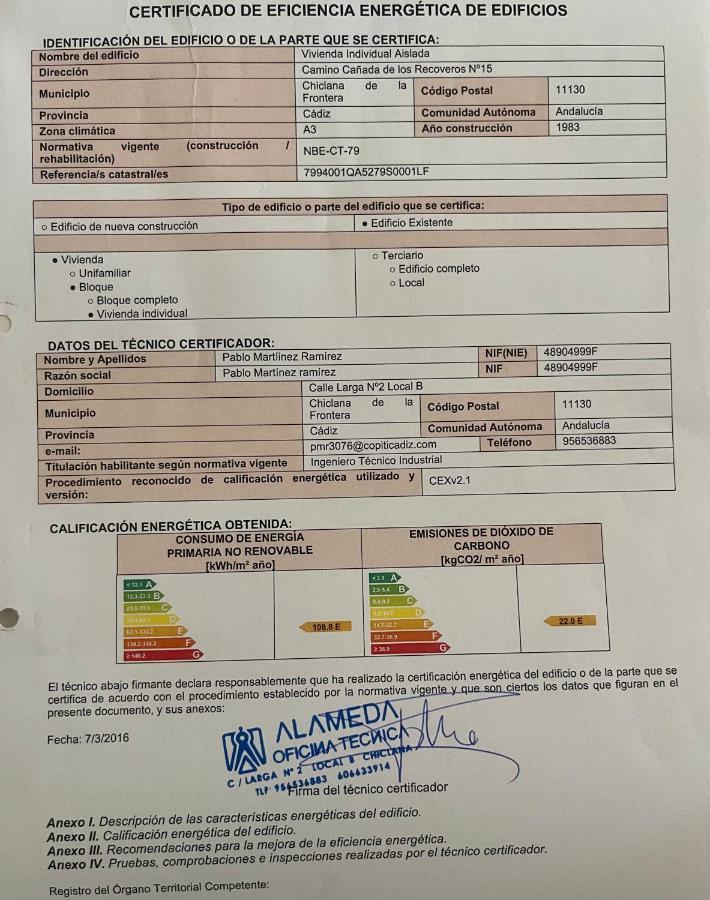 CERTIFICADO DE EFICIENCIA ENERGÉTICA DE EDIFICIOS
IDENTIFICACIÓN DEL EDIFICIO O DE LA PARTE QUE SE CERTIFICA:
Nombre del edificio Vivienda Individual Aislada
Dirección Camino Cañada de los Recoveros Nº15
Municipio Chiclana de la Frontera Código Postal 11130
Provincia Cádiz Comunidad Autónoma Andalucía
Zona climática A3 Año construcción 1983
Normativa vigente (construcción / rehabilitación) NBE-CT-79
Referencia/s catastral/es 7994001QA5279S0001LF
Tipo de edificio o parte del edificio que se certifica:
○ Edificio de nueva construcción ● Edificio Existente
● Vivienda ○ Terciario
○ Unifamiliar ○ Edificio completo
● Bloque ○ Local
○ Bloque completo
● Vivienda individual
DATOS DEL TÉCNICO CERTIFICADOR:
Nombre y Apellidos Pablo Martíinez Ramírez NIF(NIE) 48904999F
Razón social Pablo Martinez ramirez NIF 48904999F
Domicilio Calle Larga Nº2 Local B
Municipio Chiclana de la Frontera Código Postal 11130
Provincia Cádiz Comunidad Autónoma Andalucía
e-mail: pmr3076@copiticadiz.com Teléfono 956536883
Titulación habilitante según normativa vigente Ingeniero Técnico Industrial
Procedimiento reconocido de calificación energética utilizado y versión: CEXv2.1
CALIFICACIÓN ENERGÉTICA OBTENIDA:
CONSUMO DE ENERGÍA PRIMARIA NO RENOVABLE [kWh/m² año]
EMISIONES DE DIÓXIDO DE CARBONO [kgCO2/ m² año]
A
B
C
D
E
F
G
108.8 E
A
B
C
D
E
F
G
22.0 E
El técnico abajo firmante declara responsablemente que ha realizado la certificación energética del edificio o de la parte que se
certifica de acuerdo con el procedimiento establecido por la normativa vigente y que son ciertos los datos que figuran en el
presente documento, y sus anexos:
Fecha: 7/3/2016
ALAMEDA
OFICINA TECNICA
C / LARGA Nº 2 LOCAL B CHICLANA
TLF 956536883 606633914
Firma del técnico certificador
Anexo I. Descripción de las características energéticas del edificio.
Anexo II. Calificación energética del edificio.
Anexo III. Recomendaciones para la mejora de la eficiencia energética.
Anexo IV. Pruebas, comprobaciones e inspecciones realizadas por el técnico certificador.
Registro del Órgano Territorial Competente: